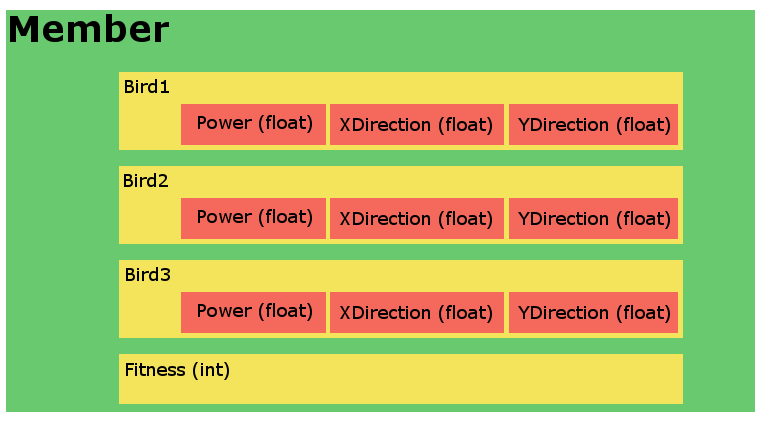 Member
Bird1
Power (float) XDirection (float) YDirection (float)
Bird2
Power (float) XDirection (float) YDirection (float)
Bird3
Power (float) XDirection (float) YDirection (float)
Fitness (int)